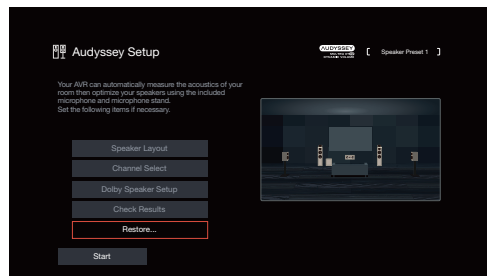 Audyssey Setup
AUDYSSEY
[ Speaker Preset 1 ]
Your AVR can automatically measure the acoustics of your
room then optimize your speakers using the included
microphone and microphone stand.
Set the following items if necessary.
Speaker Layout
Channel Select
Dolby Speaker Setup
Check Results
Restore...
Start